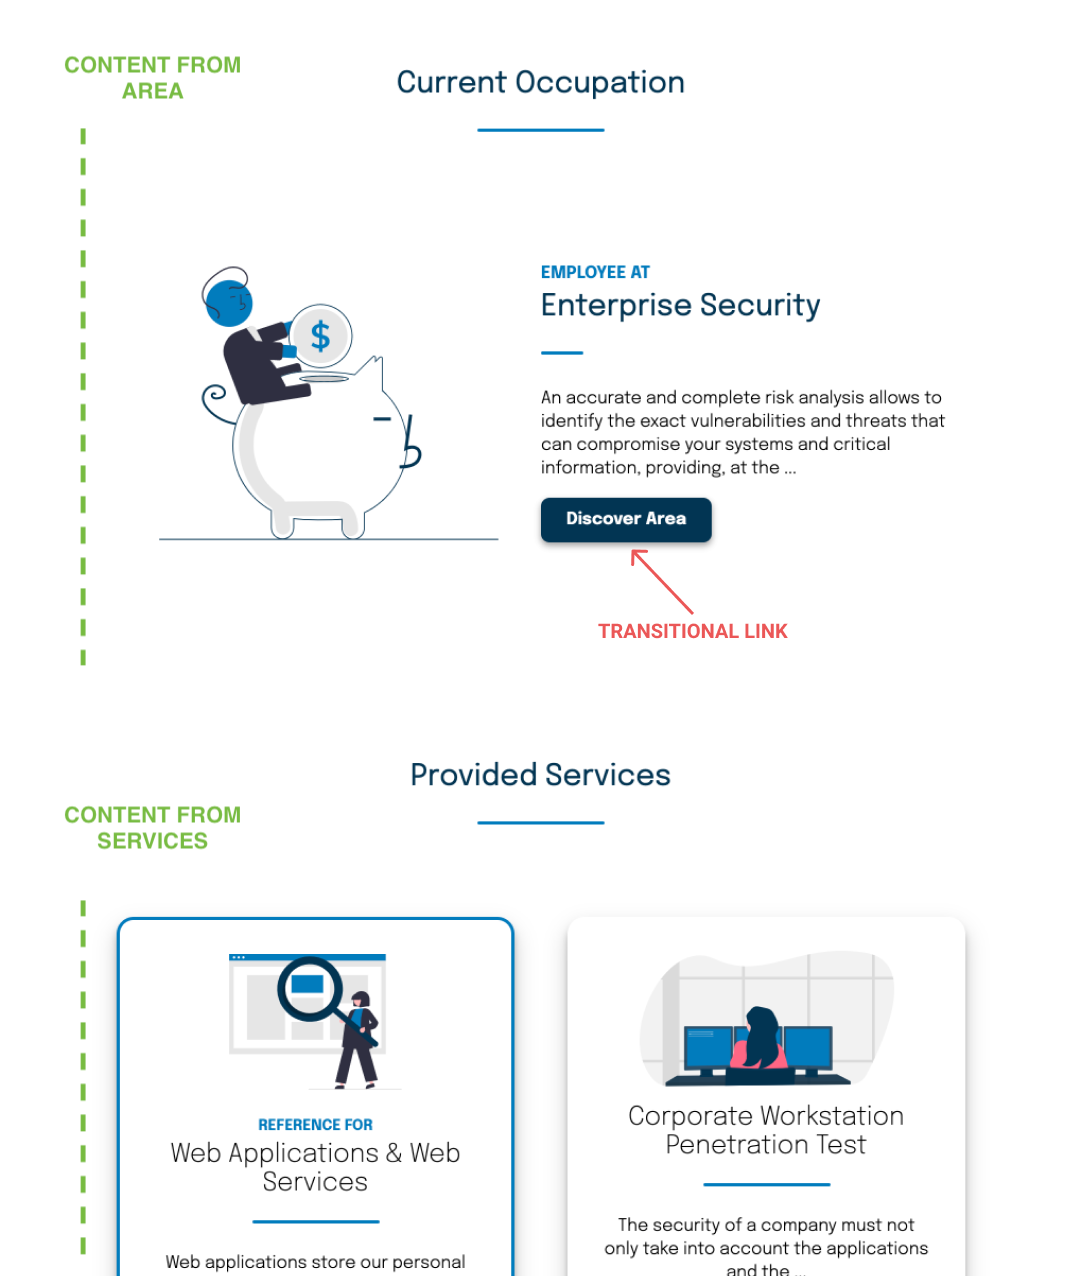 CONTENT FROM
AREA
Current Occupation
$
EMPLOYEE AT
Enterprise Security
An accurate and complete risk analysis allows to
identify the exact vulnerabilities and threats that
can compromise your systems and critical
information, providing, at the ...
Discover Area
TRANSITIONAL LINK
Provided Services
CONTENT FROM
SERVICES
REFERENCE FOR
Web Applications & Web
Services
Web applications store our personal
Corporate Workstation
Penetration Test
The security of a company must not
only take into account the applications
and the ...